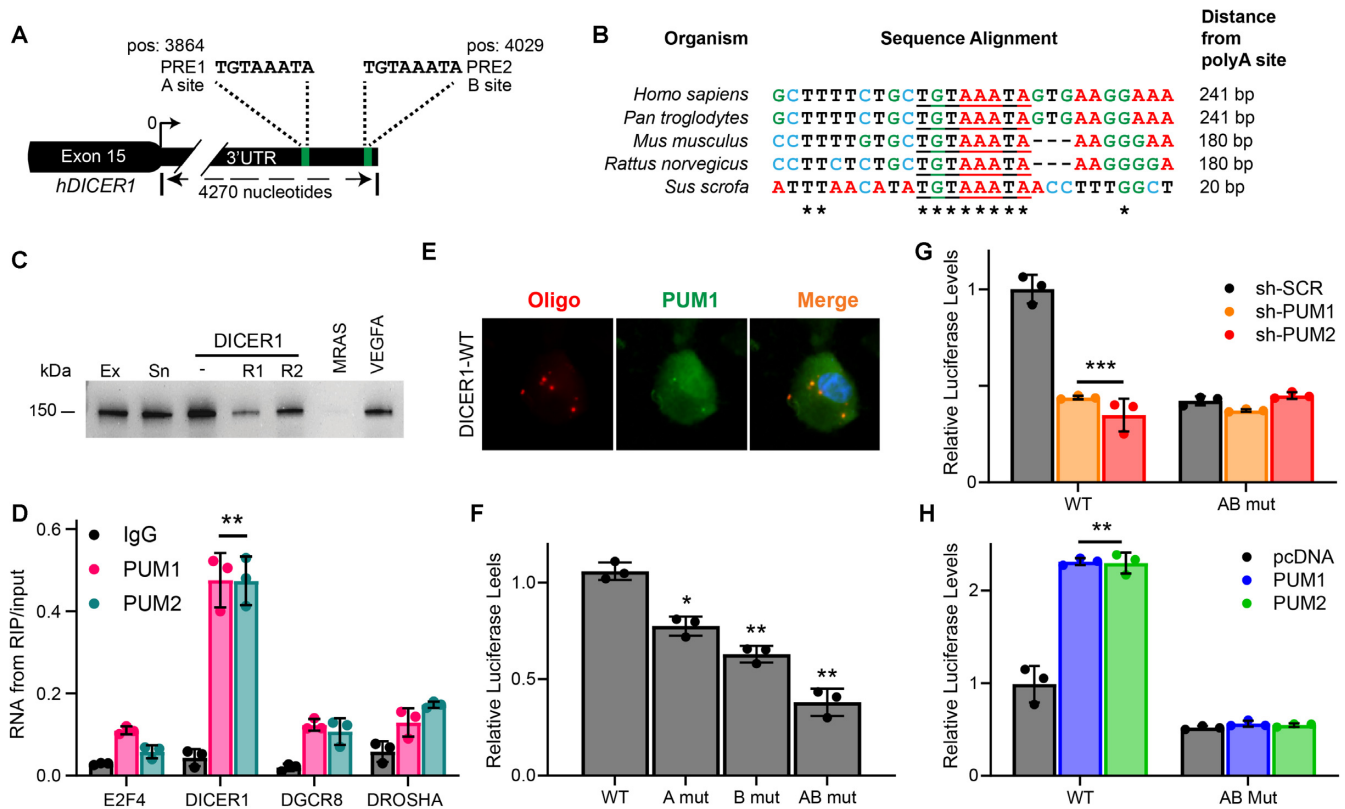 A
pos: 3864
PRE1
A site
TGTAAATA
TGTAAATA
pos: 4029
PRE2
B site
0
Exon 15
3'UTR
hDICER1
4270 nucleotides
B
Organism
Sequence Alignment
Distance
from
polyA site
Homo sapiens GCTTTTCTGCTGTAAATAGTGAAGGAAA 241 bp
Pan troglodytes GCTTTTCTGCTGTAAATAGTGAAGGAAA 241 bp
Mus musculus CCTTTTCTGCTGTAAATA---AAGGAAA 180 bp
Rattus norvegicus CCTTCTCTGCTGTAAATA---AAGGGGA 180 bp
Sus scrofa ATTTAACATATGTAAATAACCTTTGGCT 20 bp
** ******** *
C
DICER1
kDa
Ex
Sn
-
R1
R2
MRAS
VEGFA
150
D
RNA from RIP/input
0.6
0.4
0.2
0.0
IgG
PUM1
PUM2
**
E2F4
DICER1
DGCR8
DROSHA
E
Oligo
PUM1
Merge
DICER1-WT
F
Relative Luciferase Leels
1.0
0.5
0.0
*
**
**
WT
A mut
B mut
AB mut
G
Relative Luciferase Levels
1
0
***
sh-SCR
sh-PUM1
sh-PUM2
WT
AB mut
H
Relative Luciferase Levels
2
1
0
**
pcDNA
PUM1
PUM2
WT
AB mut